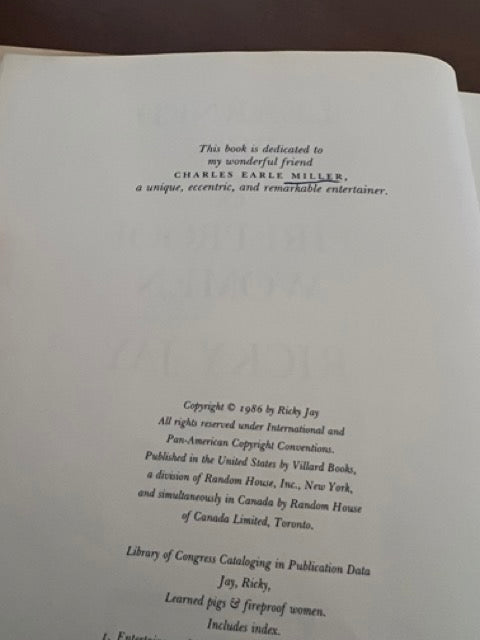 This book is dedicated to
my wonderful friend
CHARLES EARLE MILLER,
a unique, eccentric, and remarkable entertainer.
Copyright © 1986 by Ricky Jay
All rights reserved under International and
Pan-American Copyright Conventions.
Published in the United States by Villard Books,
a division of Random House, Inc., New York,
and simultaneously in Canada by Random House
of Canada Limited, Toronto.
Library of Congress Cataloging in Publication Data
Jay, Ricky,
Learned pigs & fireproof women.
Includes index.